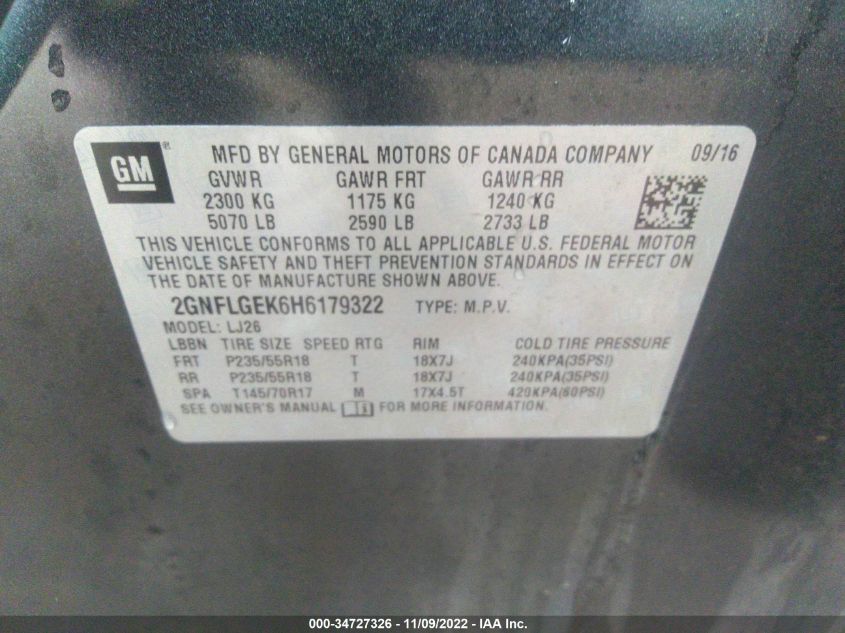 GM ® MFD BY GENERAL MOTORS OF CANADA COMPANY 09/16
GVWR GAWR FRT GAWR RR
2300 KG 1175 KG 1240 KG
5070 LB 2590 LB 2733 LB
THIS VEHICLE CONFORMS TO ALL APPLICABLE U.S. FEDERAL MOTOR
VEHICLE SAFETY AND THEFT PREVENTION STANDARDS IN EFFECT ON
THE DATE OF MANUFACTURE SHOWN ABOVE.
2GNFLGEK6H6179322 TYPE: M.P.V.
MODEL: LJ26
LBBN TIRE SIZE SPEED RTG RIM COLD TIRE PRESSURE
FRT P235/55R18 T 18X7J 240KPA(35PSI)
RR P235/55R18 T 18X7J 240KPA(35PSI)
SPA T145/70R17 M 17X4.5T 420KPA(60PSI)
SEE OWNER'S MANUAL FOR MORE INFORMATION.
000-34727326 - 11/09/2022 - IAA Inc.